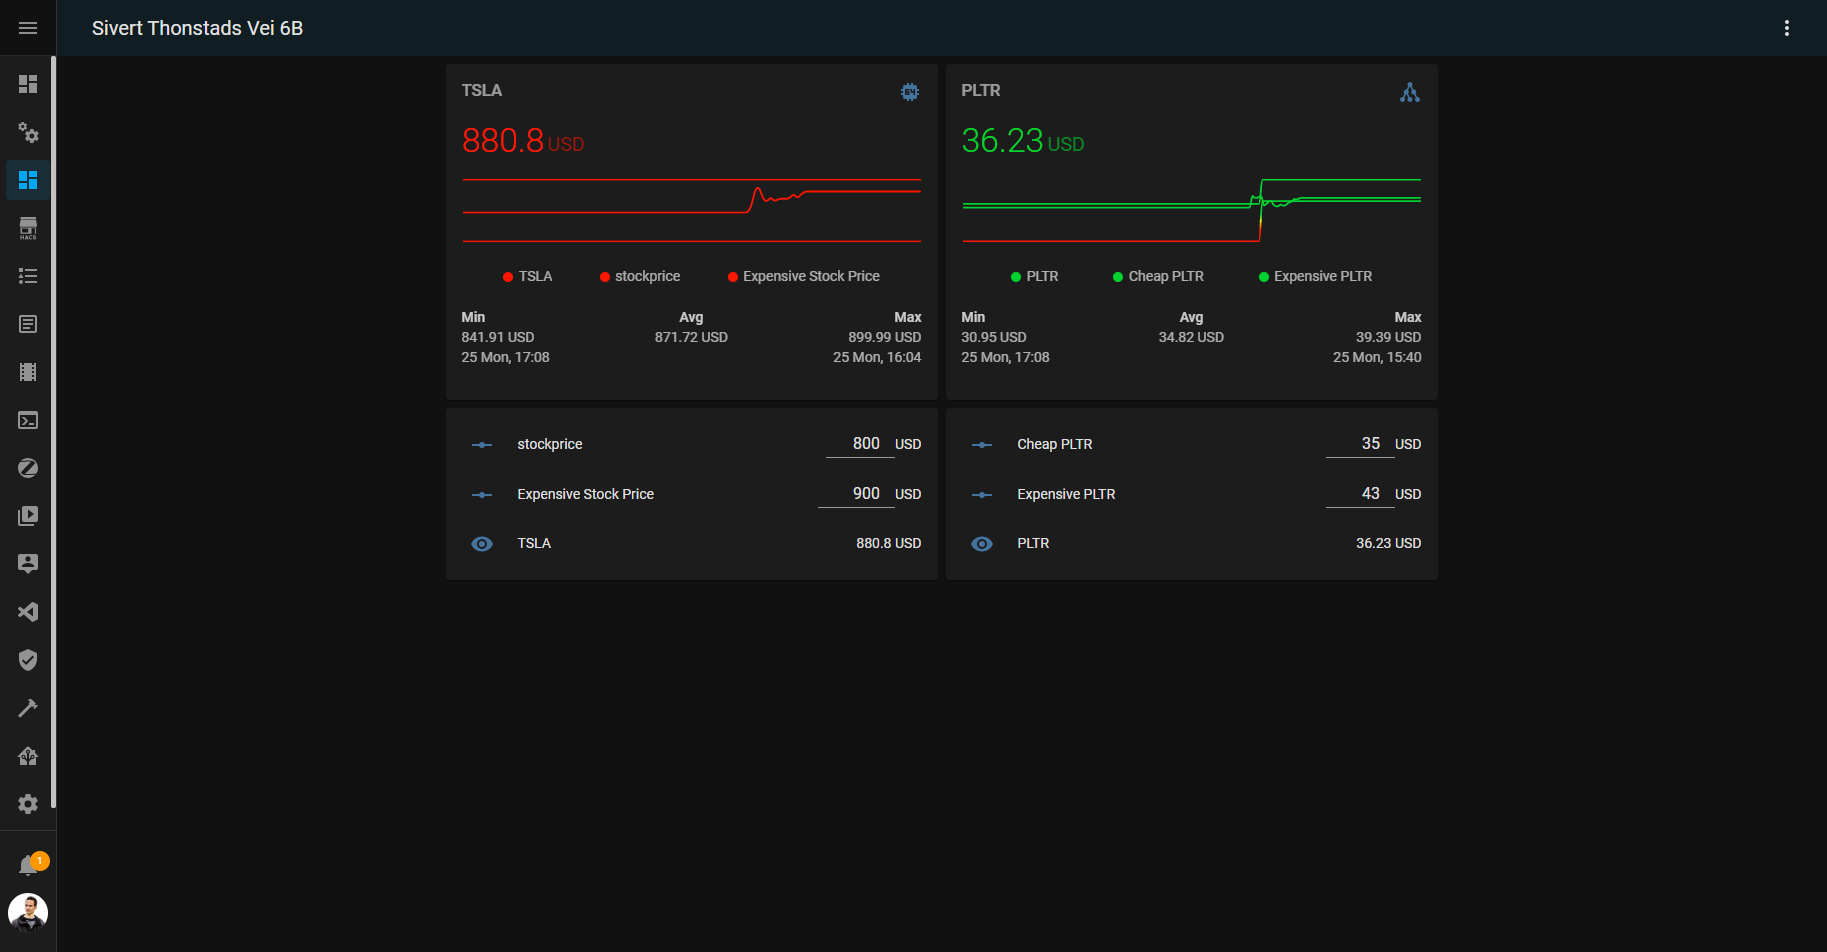 Sivert Thonstads Vei 6B
TSLA
880.8 USD
TSLA stockprice Expensive Stock Price
Min Avg Max
841.91 USD 871.72 USD 899.99 USD
25 Mon, 17:08 25 Mon, 16:04
PLTR
36.23 USD
PLTR Cheap PLTR Expensive PLTR
Min Avg Max
30.95 USD 34.82 USD 39.39 USD
25 Mon, 17:08 25 Mon, 15:40
stockprice 800 USD
Expensive Stock Price 900 USD
TSLA 880.8 USD
Cheap PLTR 35 USD
Expensive PLTR 43 USD
PLTR 36.23 USD
HACS
1